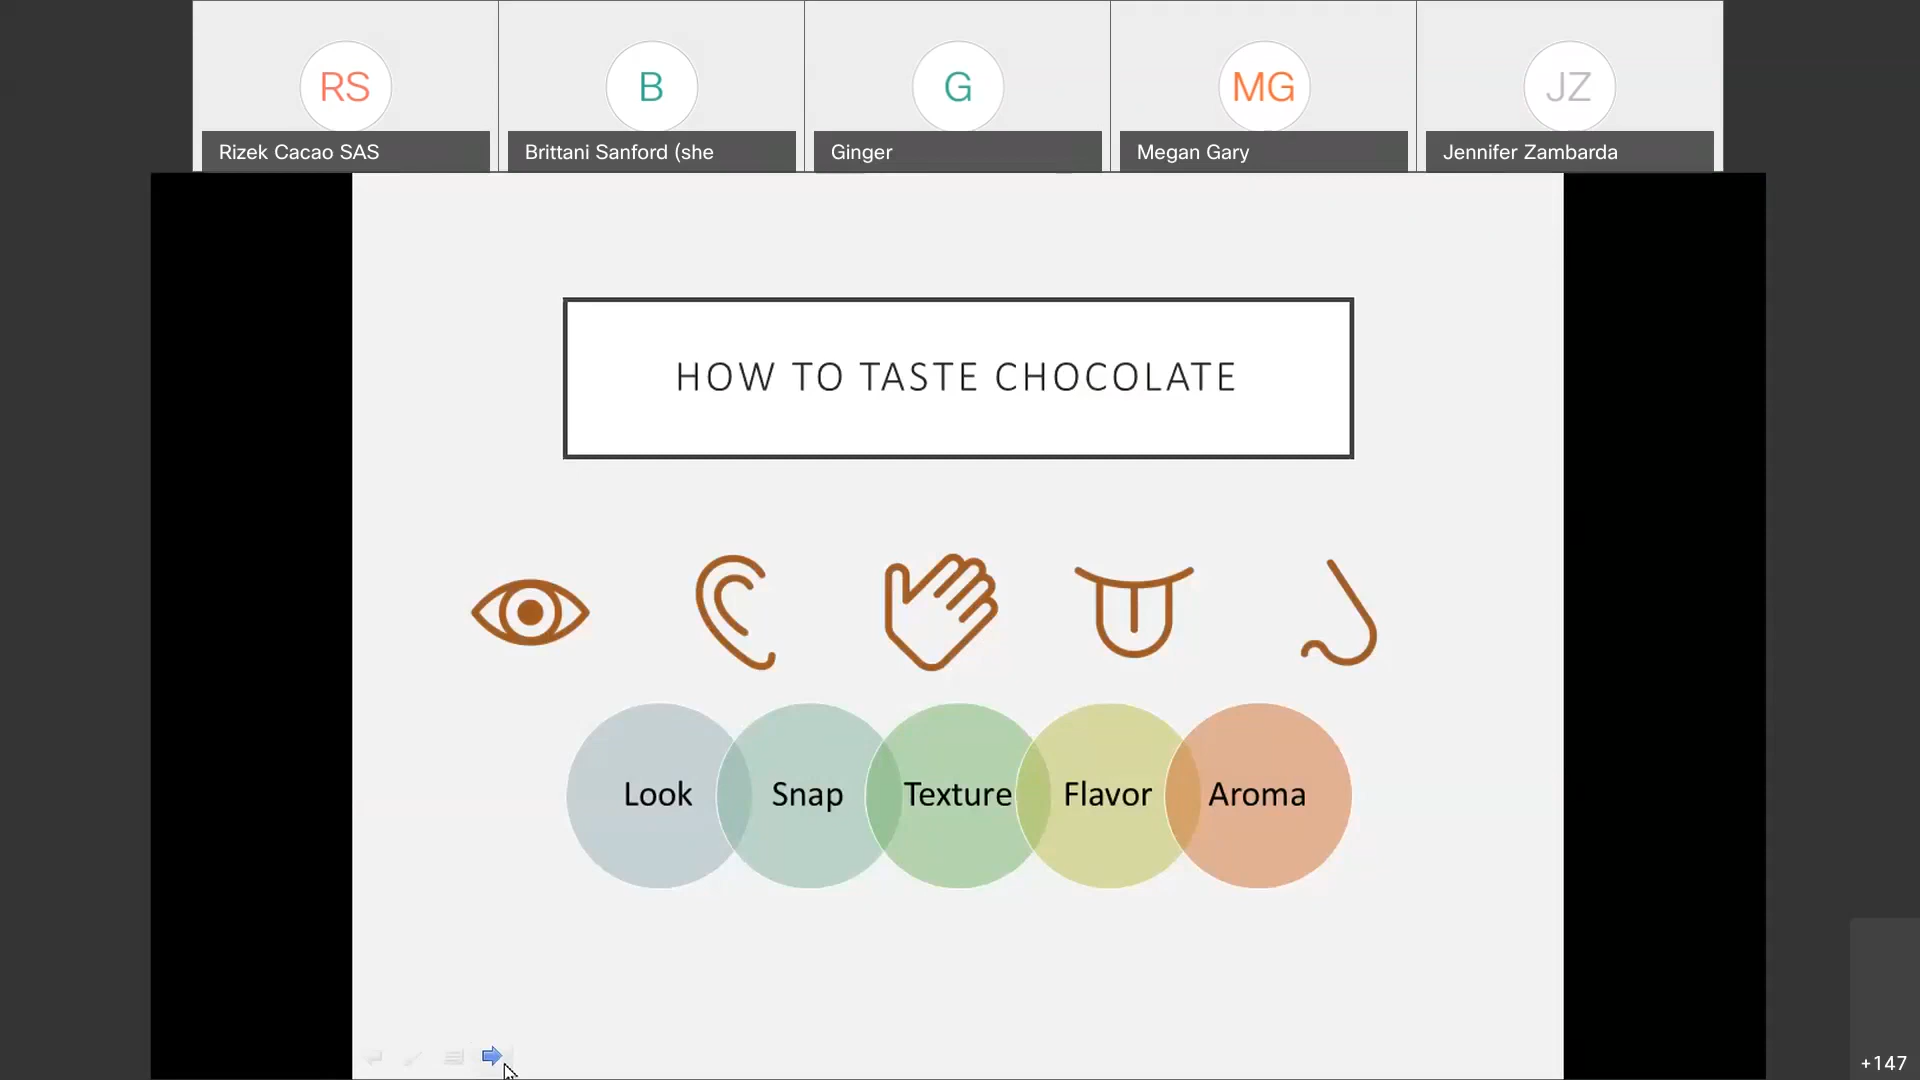 RS
B
G
MG
JZ
Rizek Cacao SAS
Brittani Sanford (she
Ginger
Megan Gary
Jennifer Zambarda
HOW TO TASTE CHOCOLATE
Look
Snap
Texture
Flavor
Aroma
+147